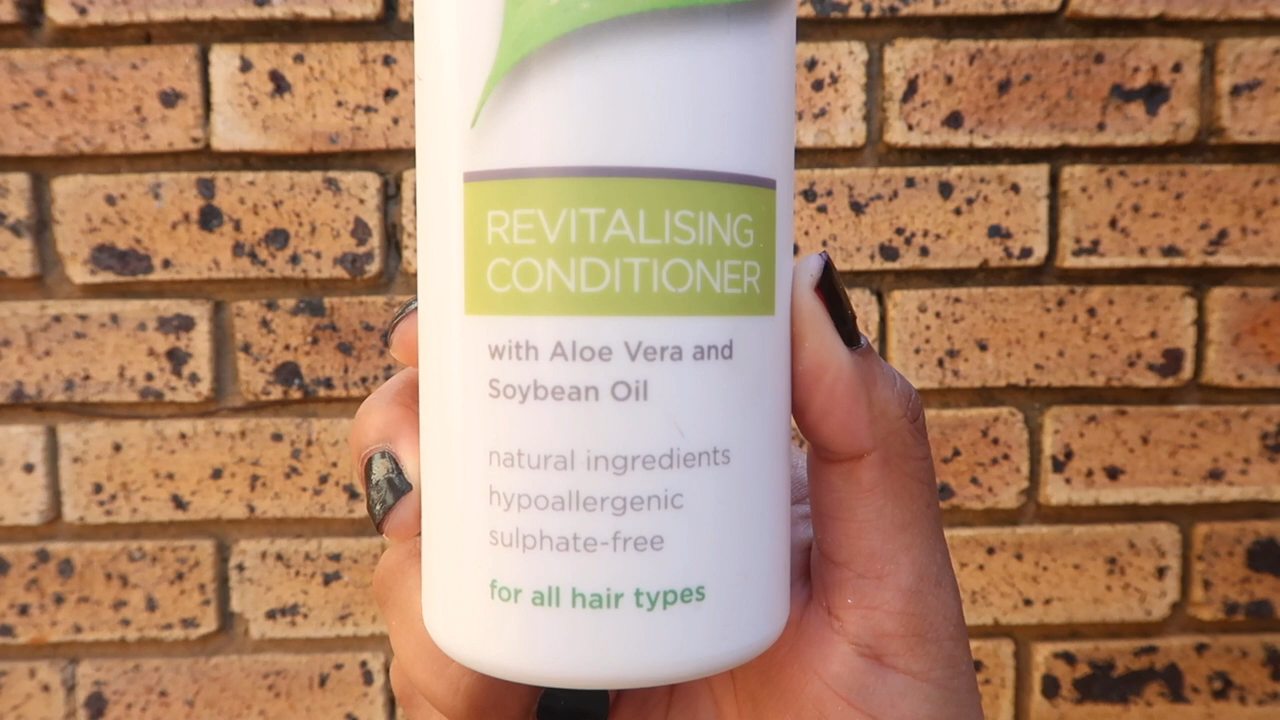 REVITALISING
CONDITIONER
with Aloe Vera and
Soybean Oil
natural ingredients
hypoallergenic
sulphate-free
for all hair types